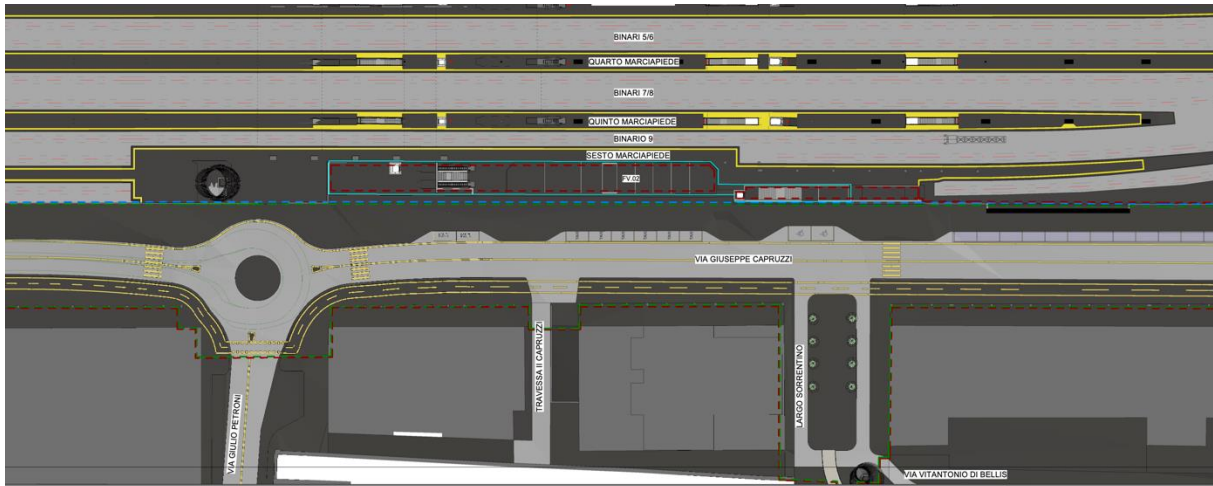 BINARI 5/6
QUARTO MARCIAPIEDE
BINARI 7/8
QUINTO MARCIAPIEDE
BINARIO 9
SESTO MARCIAPIEDE
FV.02
VIA GIUSEPPE CAPRUZZI
TRAVESSA II CAPRUZZI
LARGO SORRENTINO
VIA GIULIO PETRONI
VIA VITANTONIO DI BELLIS